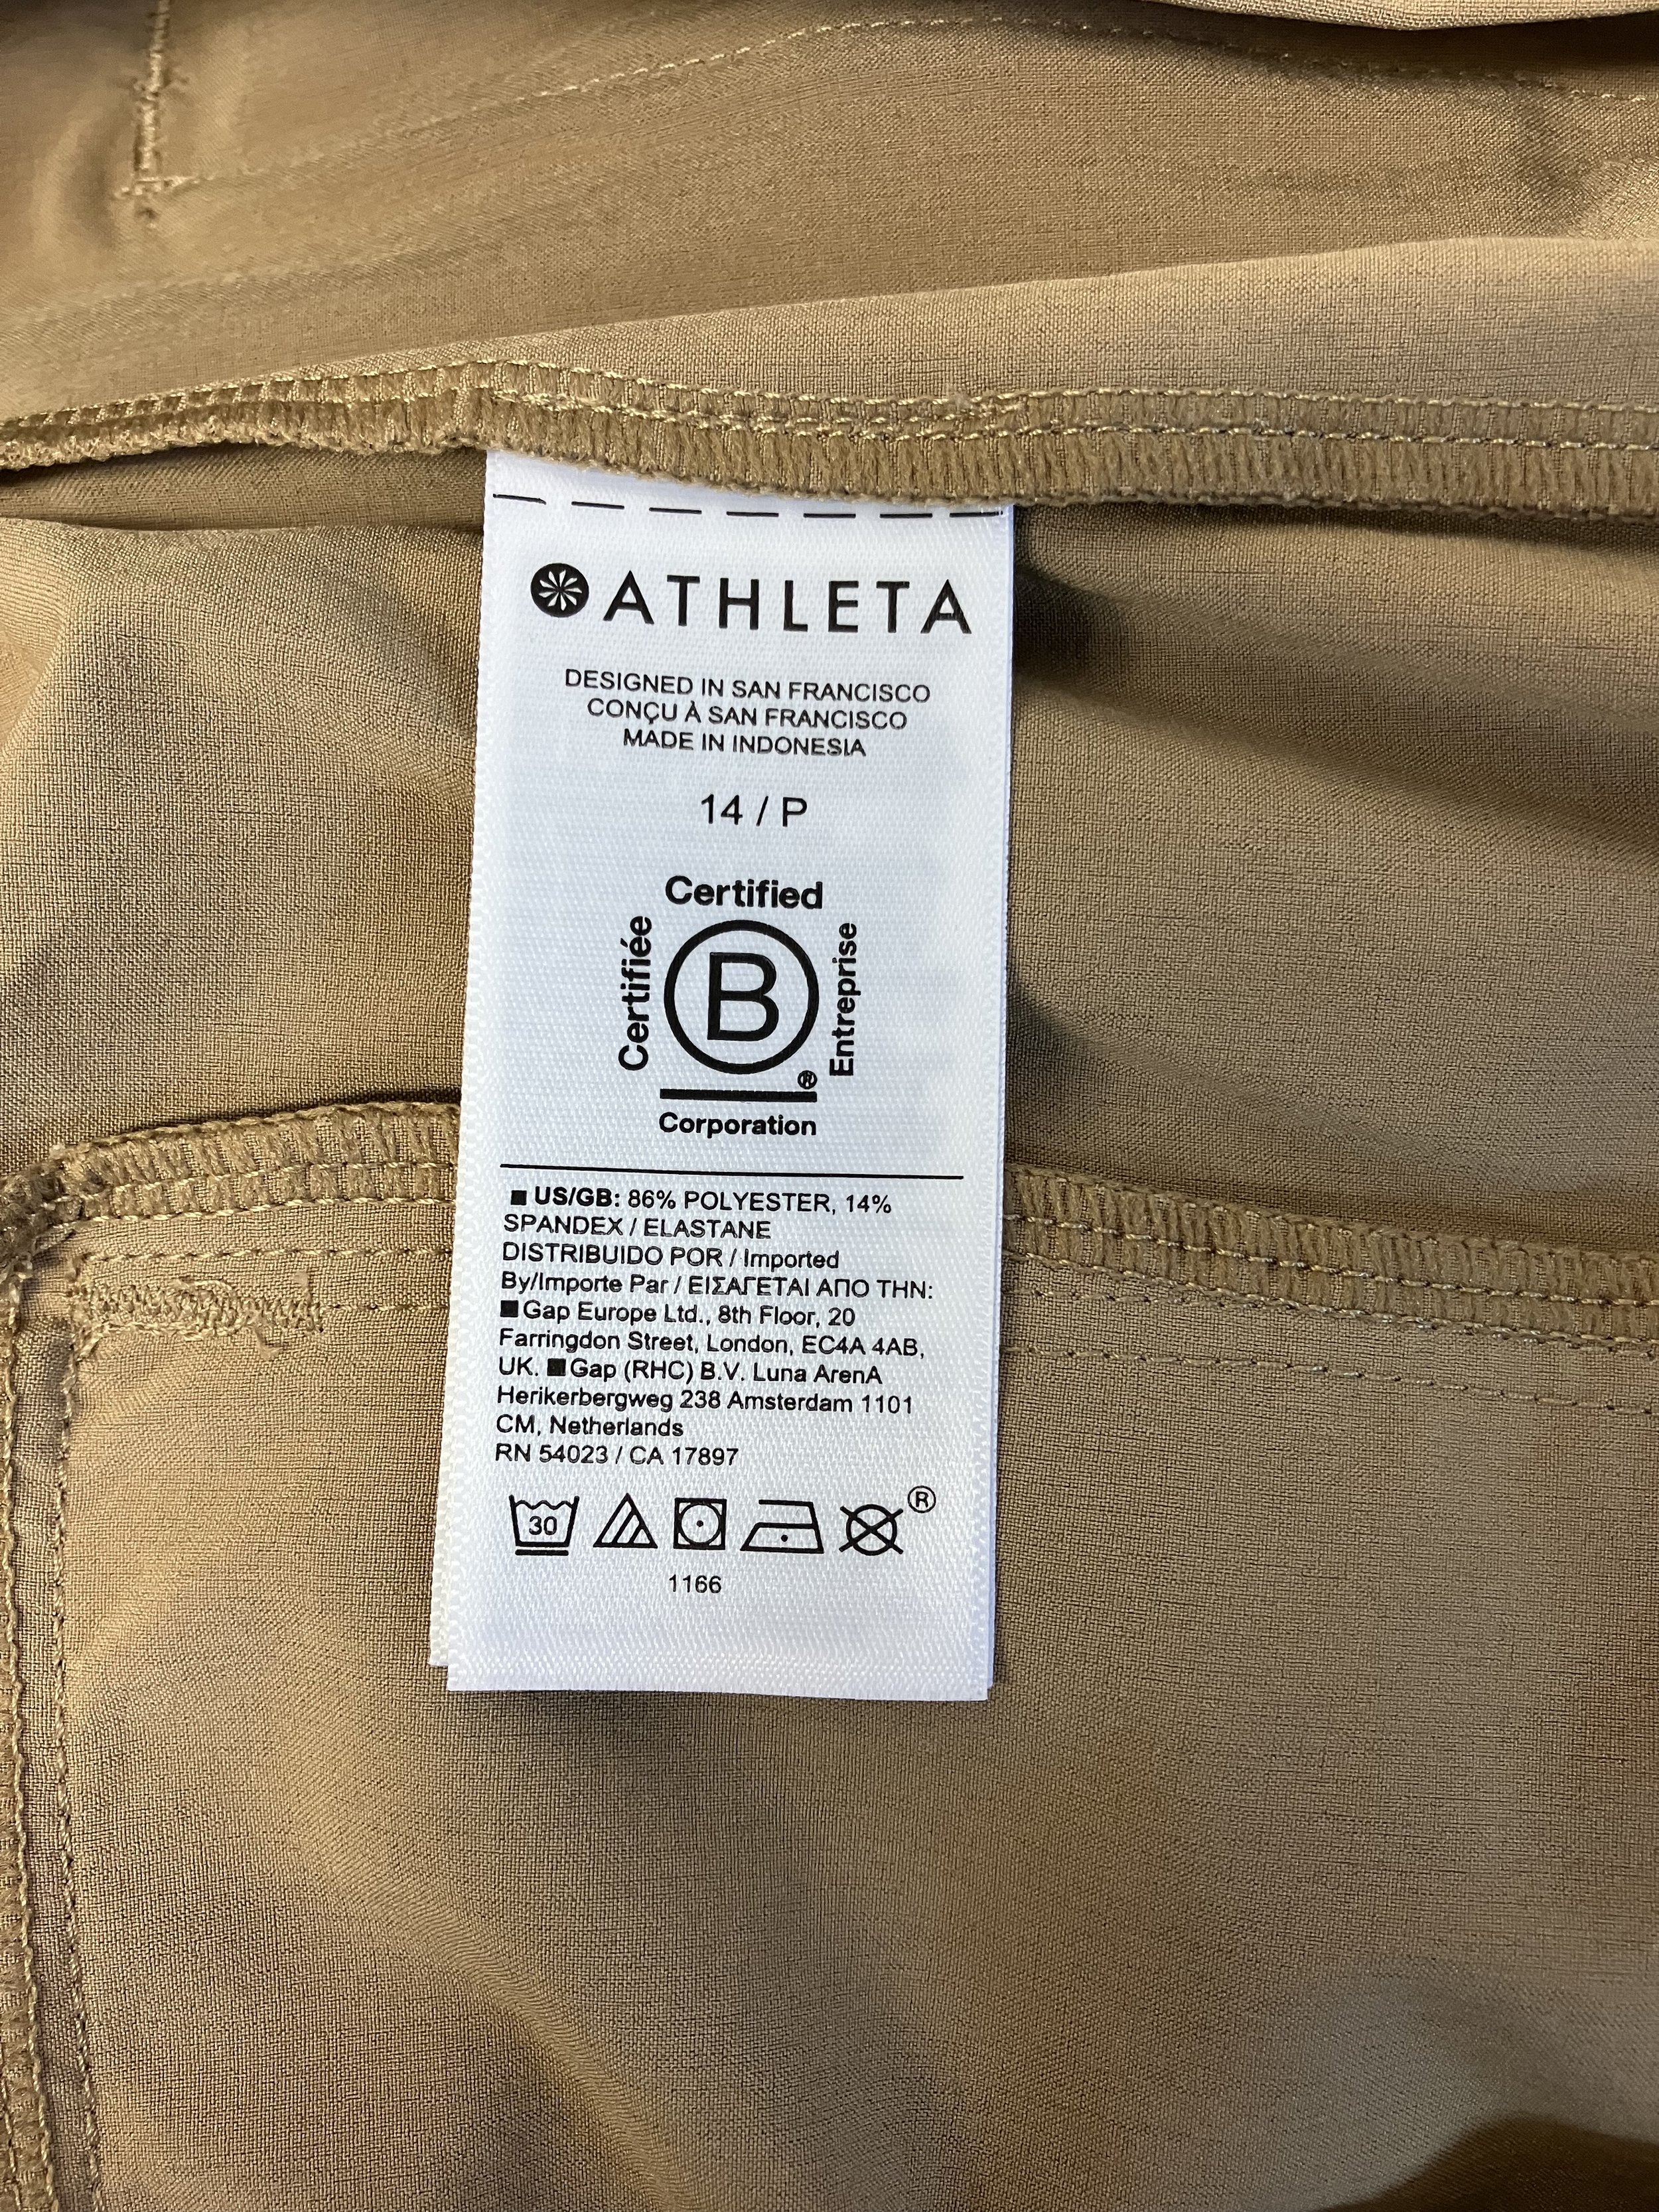 ATHLETA
DESIGNED IN SAN FRANCISCO
CONÇU À SAN FRANCISCO
MADE IN INDONESIA
14 / P
Certified
Certifiée
B
Entreprise
®
Corporation
■ US/GB: 86% POLYESTER, 14%
SPANDEX / ELASTANE
DISTRIBUIDO POR / Imported
By/Importe Par / ΕΙΣΑΓΕΤΑΙ ΑΠΟ ΤΗΝ:
■ Gap Europe Ltd., 8th Floor, 20
Farringdon Street, London, EC4A 4AB,
UK. ■ Gap (RHC) B.V. Luna ArenA
Herikerbergweg 238 Amsterdam 1101
CM, Netherlands
RN 54023 / CA 17897
30
®
1166